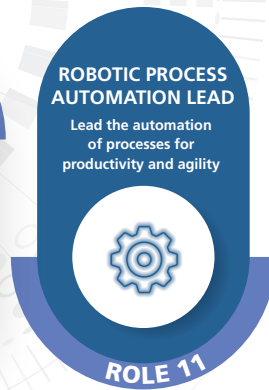 ROBOTIC PROCESS
AUTOMATION LEAD
Lead the automation
of processes for
productivity and agility
ROLE 11